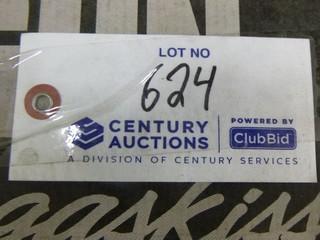 LOT NO
624
CENTURY AUCTIONS
POWERED BY
ClubBid
A DIVISION OF CENTURY SERVICES